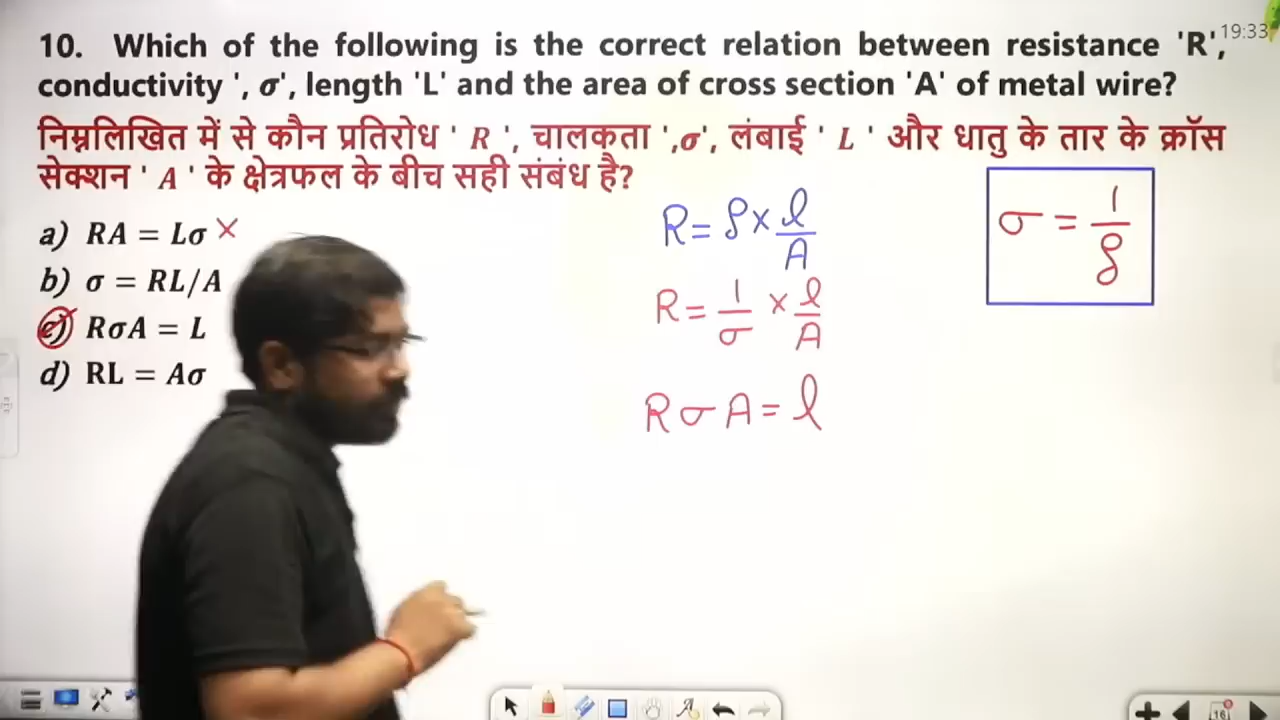 19:33
10. Which of the following is the correct relation between resistance 'R',
conductivity ', σ', length 'L' and the area of cross section 'A' of metal wire?
निम्नलिखित में से कौन प्रतिरोध ' R ', चालकता ',σ', लंबाई ' L ' और धातु के तार के क्रॉस
सेक्शन ' A ' के क्षेत्रफल के बीच सही संबंध है?
a) RA = Lσ ×
b) σ = RL/A
c) RσA = L
d) RL = Aσ
R = ρ × l/A
R = 1/σ × l/A
R σ A = l
σ = 1/ρ
16